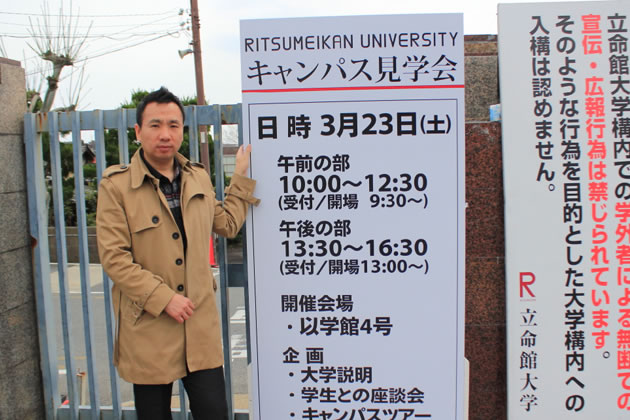 RITSUMEIKAN UNIVERSITY
キャンパス見学会
日時 3月23日(土)
午前の部
10:00～12:30
(受付/開場 9:30～)
午後の部
13:30～16:30
(受付/開場13:00～)
開催会場
・以学館4号
企画
・大学説明
・学生との座談会
・キャンパスツアー
立命館大学構内での学外者による無断での
宣伝・広報行為は禁じられています。
そのような行為を目的とした大学構内への
入構は認めません。
R 立命館大学